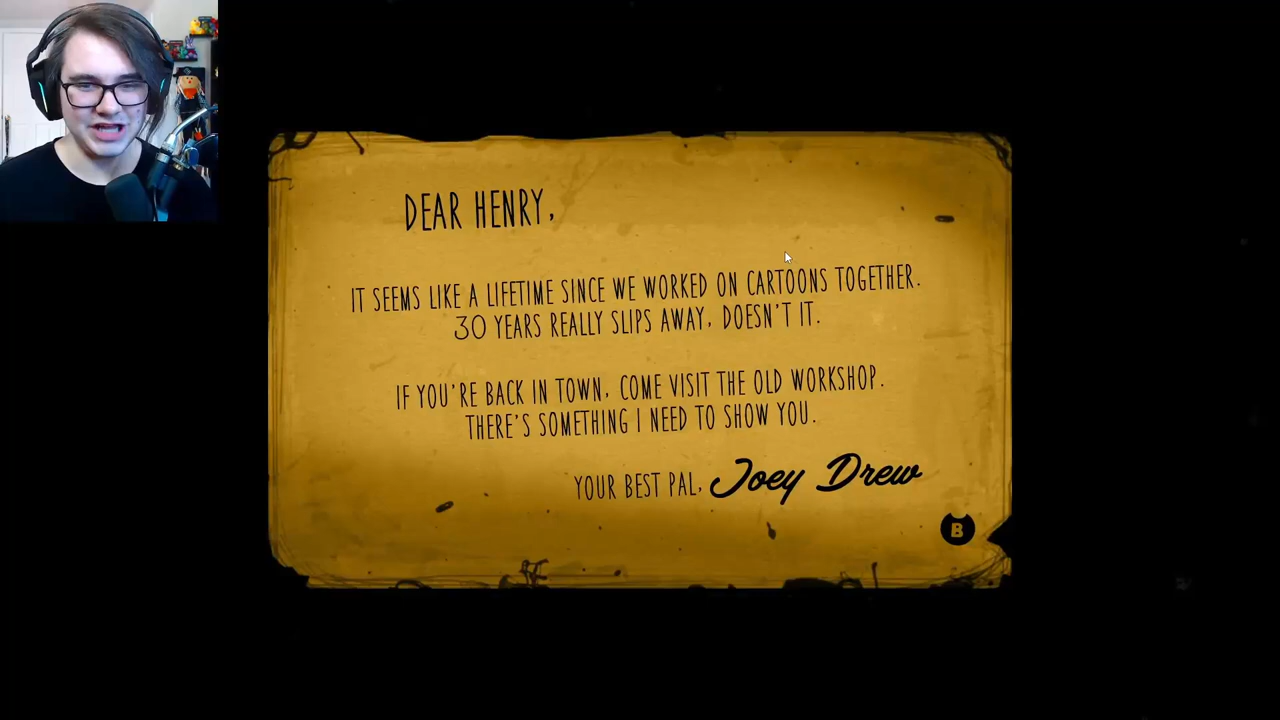 DEAR HENRY,
IT SEEMS LIKE A LIFETIME SINCE WE WORKED ON CARTOONS TOGETHER.
30 YEARS REALLY SLIPS AWAY, DOESN'T IT.
IF YOU'RE BACK IN TOWN, COME VISIT THE OLD WORKSHOP.
THERE'S SOMETHING I NEED TO SHOW YOU.
YOUR BEST PAL, Joey Drew
B